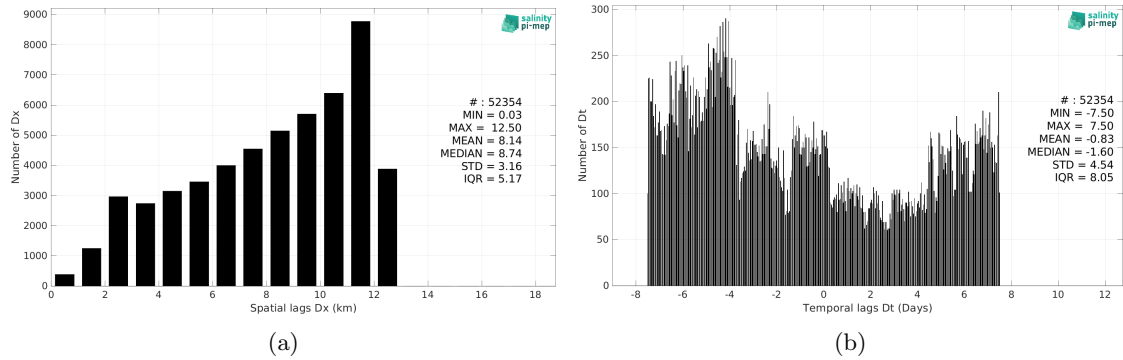 9000
8000
7000
6000
5000
4000
3000
2000
1000
0
Number of Dx
0 2 4 6 8 10 12 14 16 18
Spatial lags Dx (km)
salinity
pi-mep
# : 52354
MIN = 0.03
MAX = 12.50
MEAN = 8.14
MEDIAN = 8.74
STD = 3.16
IQR = 5.17
(a)
300
250
200
150
100
50
0
Number of Dt
-8 -6 -4 -2 0 2 4 6 8 10 12
Temporal lags Dt (Days)
salinity
pi-mep
# : 52354
MIN = -7.50
MAX = 7.50
MEAN = -0.83
MEDIAN = -1.60
STD = 4.54
IQR = 8.05
(b)